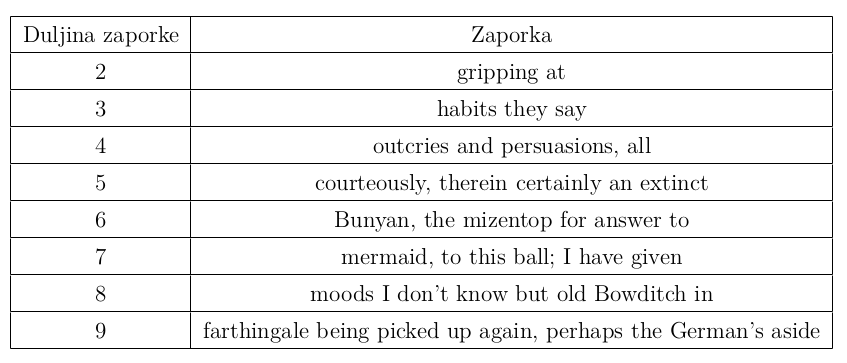 Duljina zaporke Zaporka
2 gripping at
3 habits they say
4 outcries and persuasions, all
5 courteously, therein certainly an extinct
6 Bunyan, the mizentop for answer to
7 mermaid, to this ball; I have given
8 moods I don't know but old Bowditch in
9 farthingale being picked up again, perhaps the German's aside